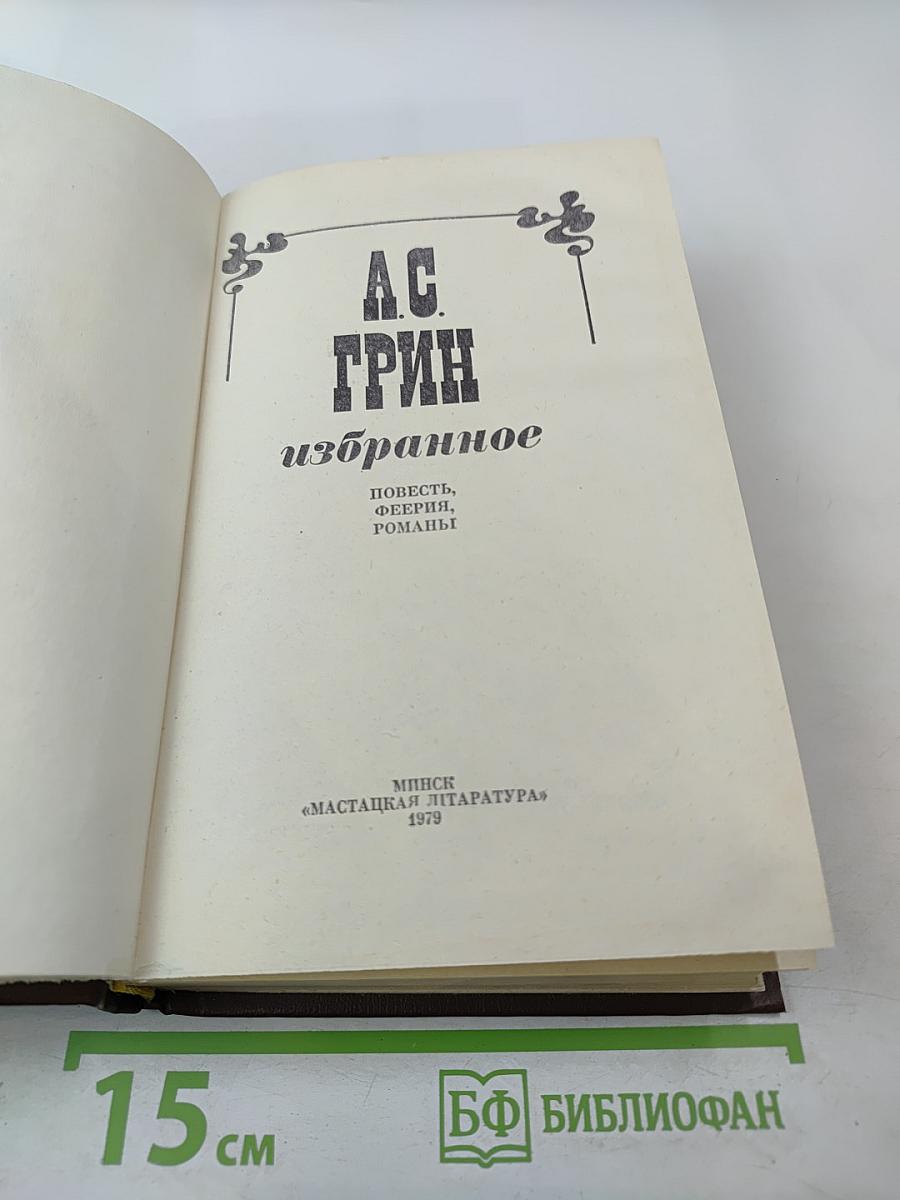 А.С.
ГРИН
избранное
ПОВЕСТЬ,
ФЕЕРИЯ,
РОМАНЫ
МИНСК
«МАСТАЦКАЯ ЛІТАРАТУРА»
1979
15 см
БФ БИБЛИОФАН